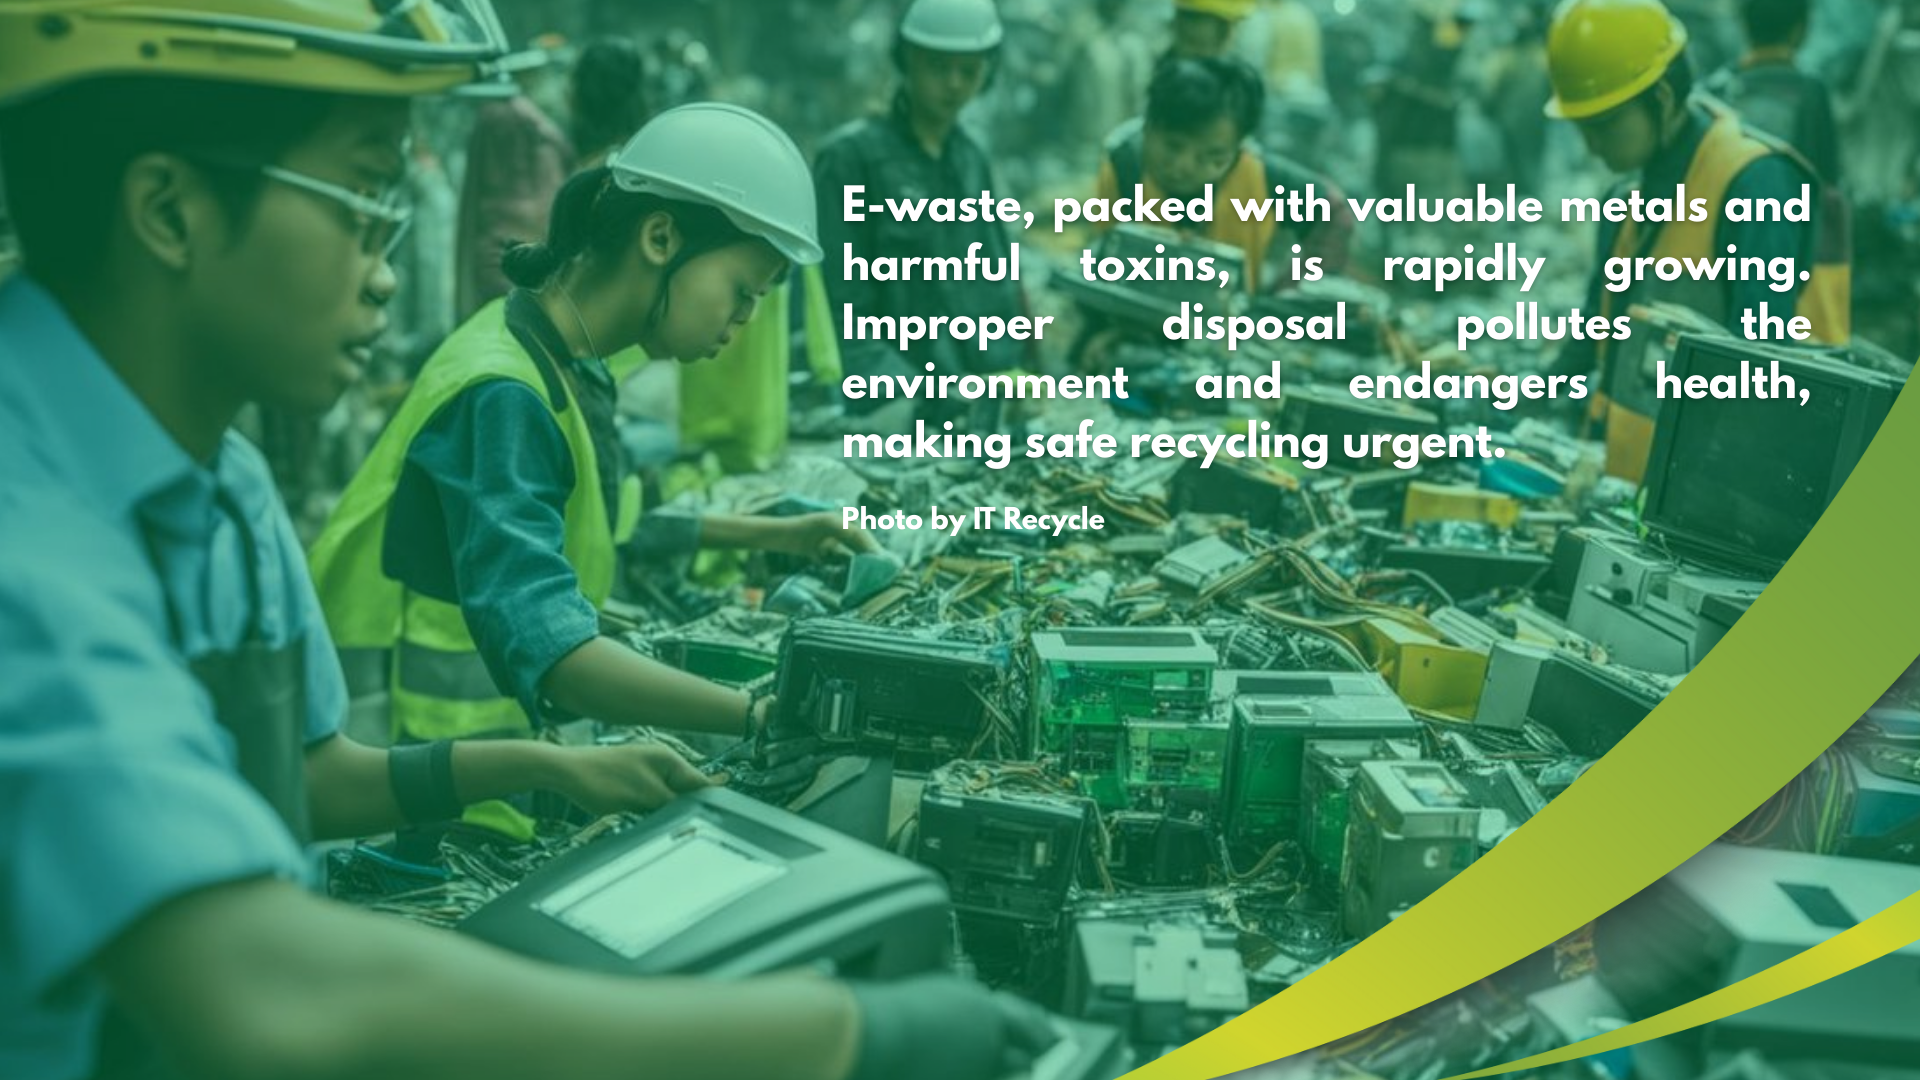 E-waste, packed with valuable metals and
harmful toxins, is rapidly growing.
Improper disposal pollutes the
environment and endangers health,
making safe recycling urgent.
Photo by IT Recycle